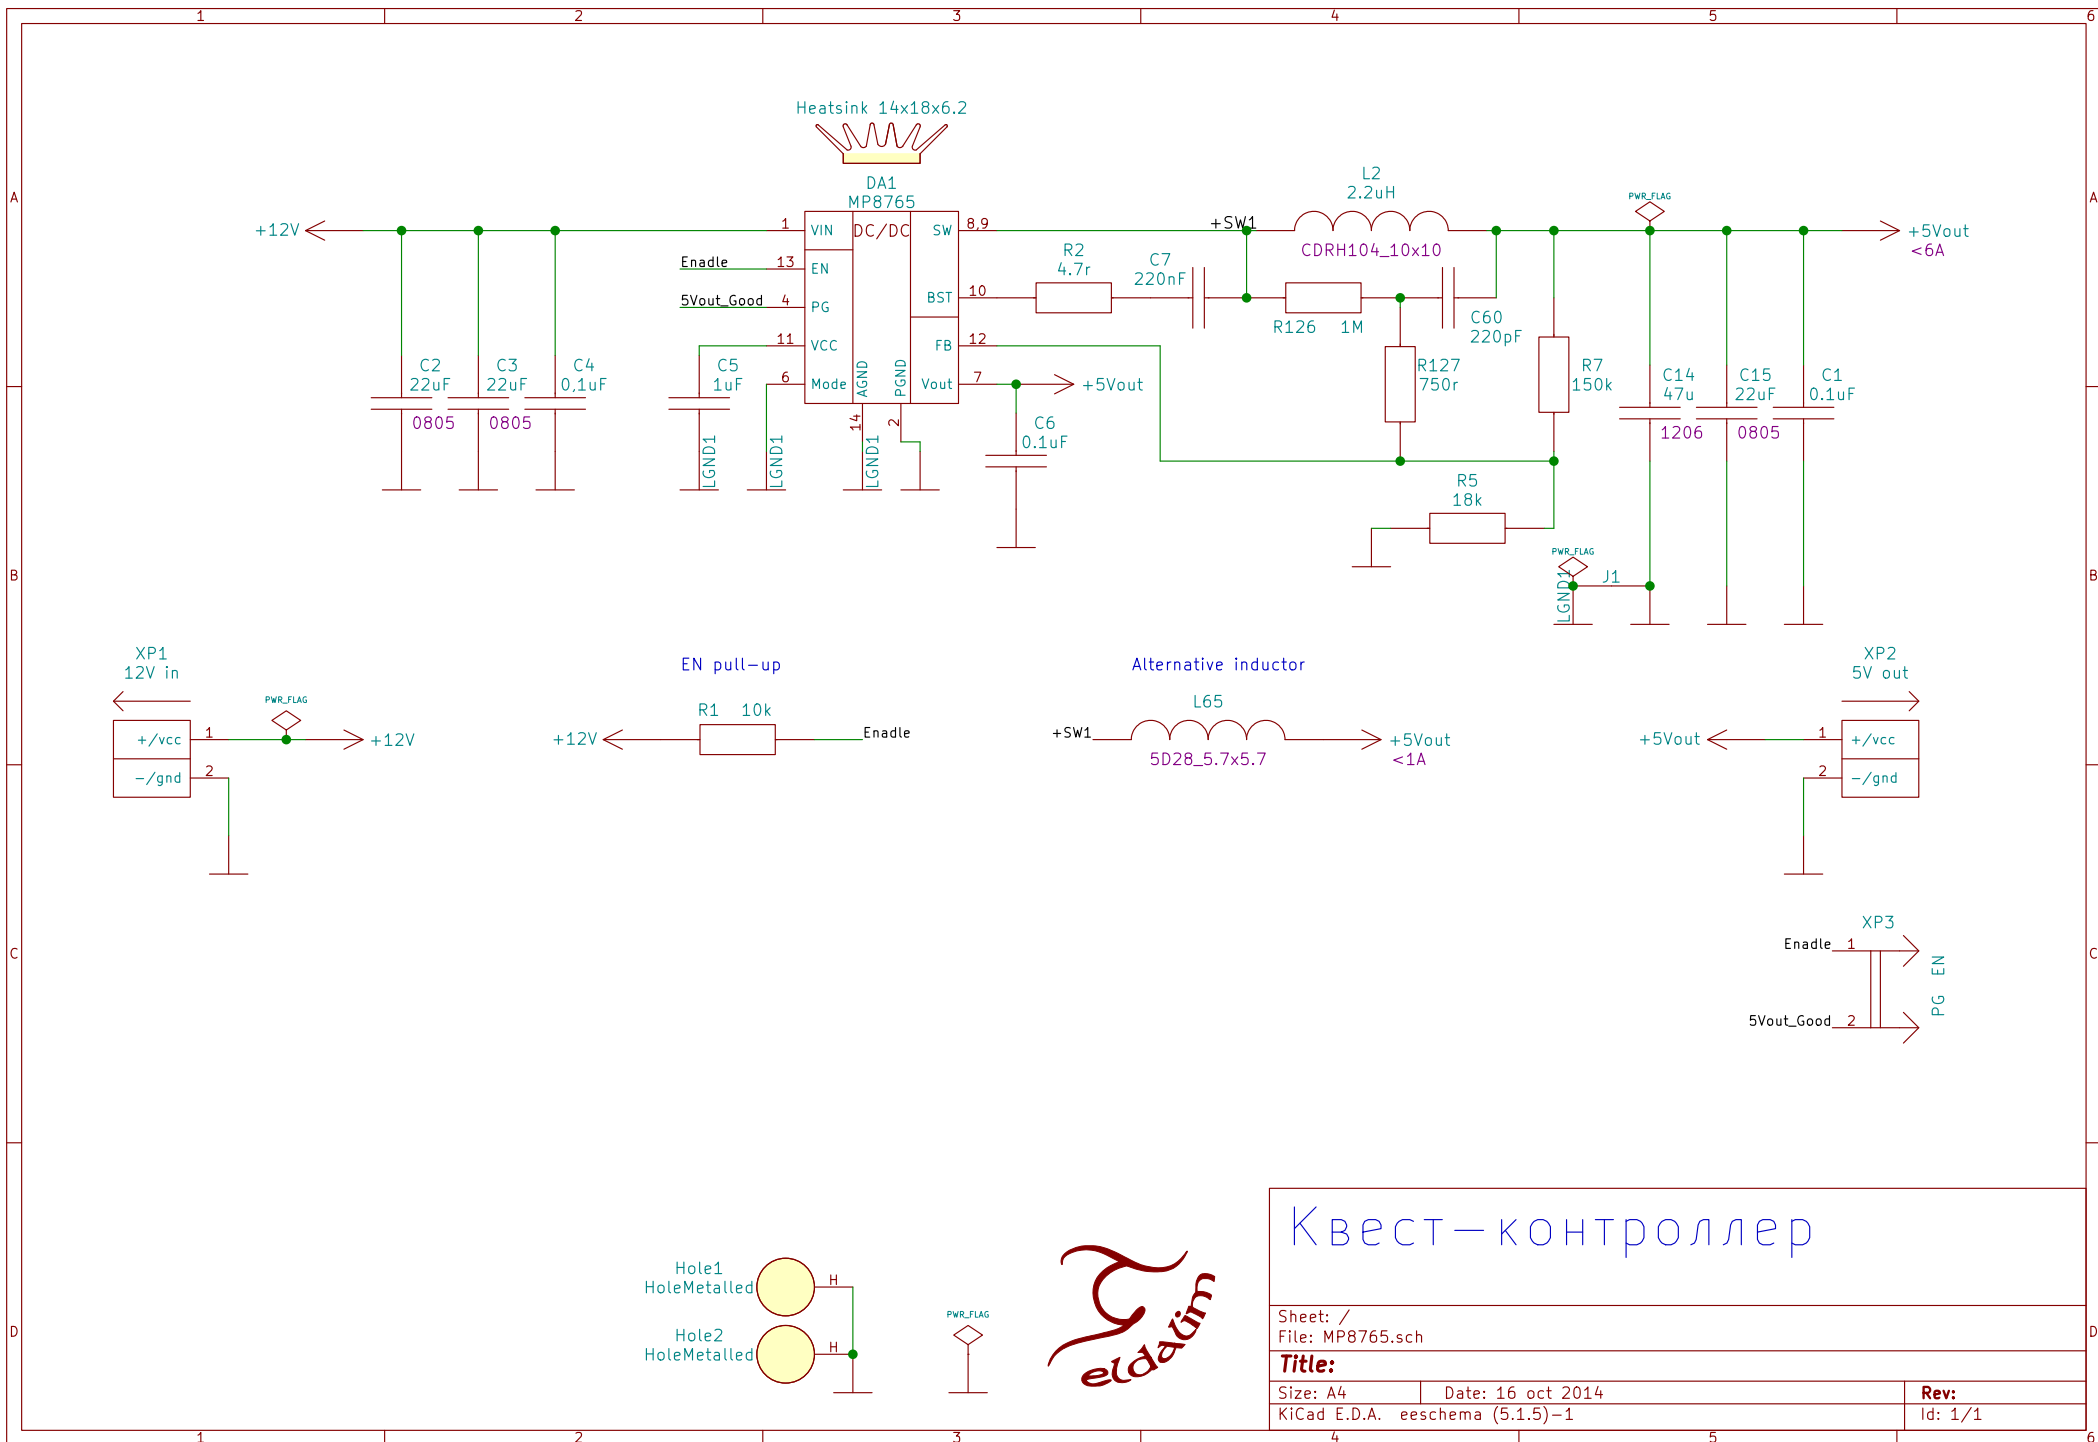 1 2 3 4 5 6
A
A
B
B
C
C
D
D
Heatsink 14x18x6.2
DA1
MP8765
DC/DC
+12V
1 VIN
Enadle 13 EN
5Vout_Good 4 PG
11 VCC
6 Mode
AGND
PGND
14
2
SW 8,9
BST 10
FB 12
Vout 7
C2
22uF
0805
C3
22uF
0805
C4
0,1uF
C5
1uF
LGND1
LGND1
LGND1
+5Vout
C6
0.1uF
R2
4.7r
C7
220nF
+SW1
L2
2.2uH
CDRH104_10x10
R126 1M
C60
220pF
R127
750r
R7
150k
R5
18k
PWR_FLAG
+5Vout
<6A
C14
47u
1206
C15
22uF
0805
C1
0.1uF
PWR_FLAG
J1
LGND1
XP1
12V in
+/vcc 1
-/gnd 2
PWR_FLAG
+12V
EN pull-up
R1 10k
+12V
Enadle
Alternative inductor
L65
+SW1
5D28_5.7x5.7
+5Vout
<1A
XP2
5V out
+5Vout
1 +/vcc
2 -/gnd
XP3
Enadle 1
5Vout_Good 2
PG EN
Hole1
HoleMetalled
H
Hole2
HoleMetalled
H
PWR_FLAG
eldalim
Квест-контроллер
Sheet: /
File: MP8765.sch
Title:
Size: A4 Date: 16 oct 2014 Rev:
KiCad E.D.A. eeschema (5.1.5)-1 Id: 1/1
1 2 3 4 5 6